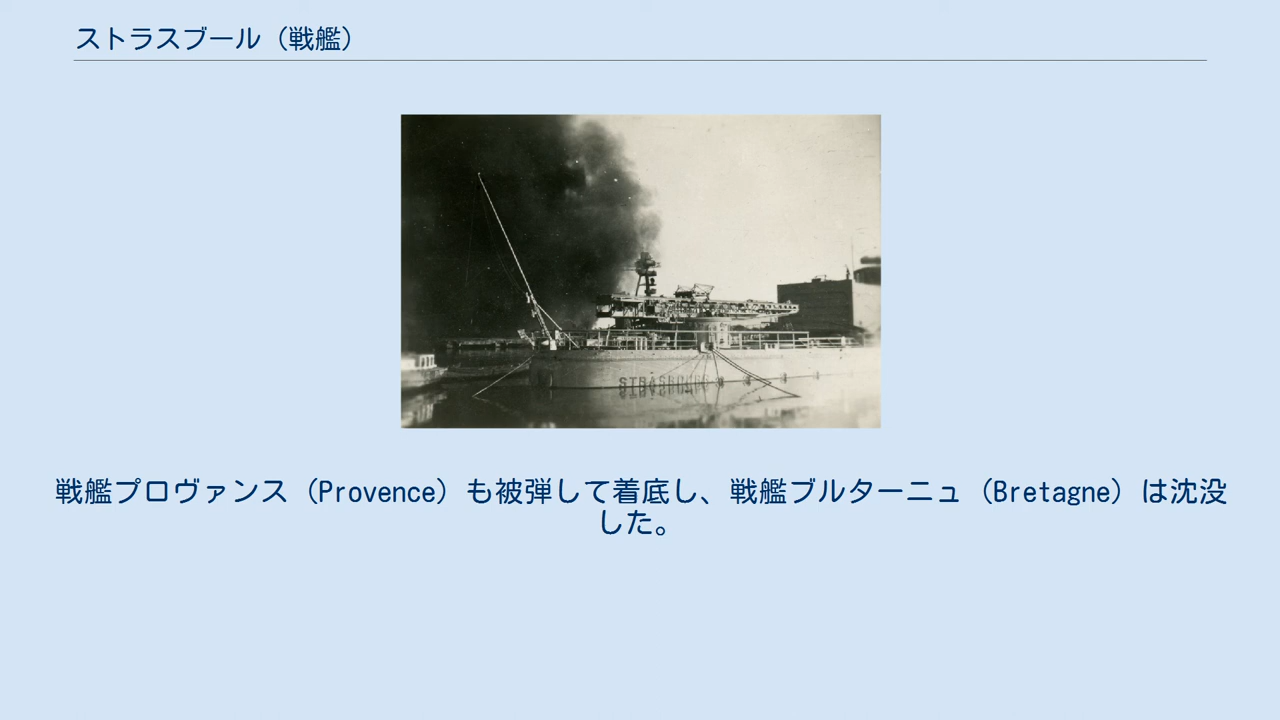 ストラスブール（戦艦）
STRASBOURG
戦艦プロヴァンス（Provence）も被弾して着底し、戦艦ブルターニュ（Bretagne）は沈没
した。